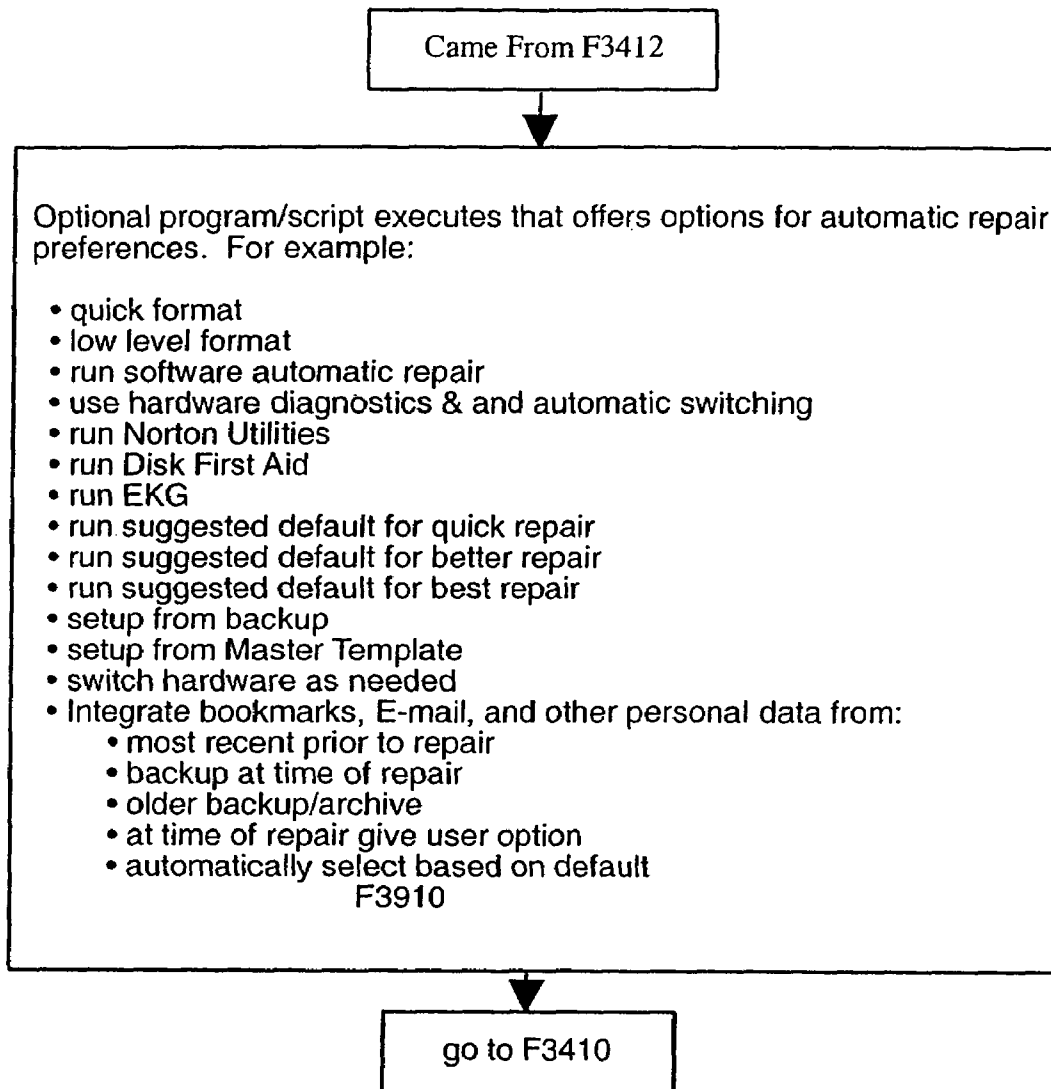 Came From F3412
Optional program/script executes that offers options for automatic repair
preferences. For example:
• quick format
• low level format
• run software automatic repair
• use hardware diagnostics & and automatic switching
• run Norton Utilities
• run Disk First Aid
• run EKG
• run suggested default for quick repair
• run suggested default for better repair
• run suggested default for best repair
• setup from backup
• setup from Master Template
• switch hardware as needed
• Integrate bookmarks, E-mail, and other personal data from:
• most recent prior to repair
• backup at time of repair
• older backup/archive
• at time of repair give user option
• automatically select based on default
F3910
go to F3410